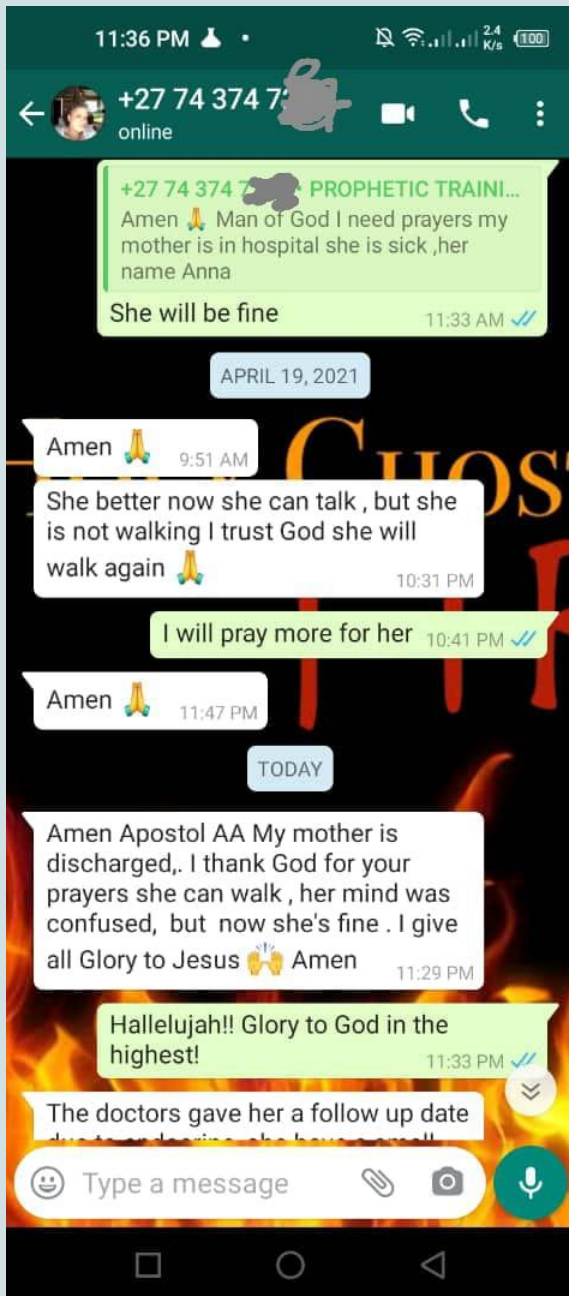 11:36 PM
2.4
K/s
100
+27 74 374 7
online
+27 74 374 7 PROPHETIC TRAINI...
Amen 🙏 Man of God I need prayers my
mother is in hospital she is sick ,her
name Anna
She will be fine
11:33 AM
APRIL 19, 2021
Amen 🙏 9:51 AM
She better now she can talk , but she
is not walking I trust God she will
walk again 🙏 10:31 PM
I will pray more for her 10:41 PM
Amen 🙏 11:47 PM
TODAY
Amen Apostol AA My mother is
discharged,. I thank God for your
prayers she can walk , her mind was
confused, but now she's fine . I give
all Glory to Jesus 🙌 Amen 11:29 PM
Hallelujah!! Glory to God in the
highest! 11:33 PM
The doctors gave her a follow up date
Type a message